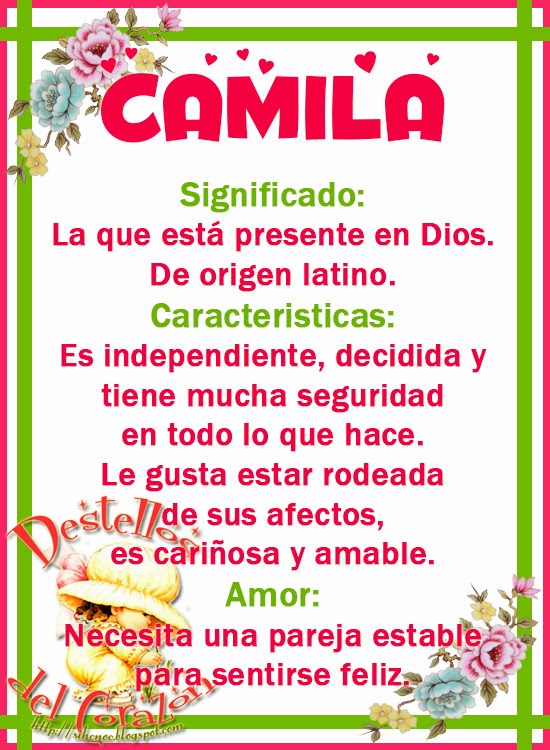 CAMILA
Significado:
La que está presente en Dios.
De origen latino.
Caracteristicas:
Es independiente, decidida y
tiene mucha seguridad
en todo lo que hace.
Le gusta estar rodeada
de sus afectos,
es cariñosa y amable.
Amor:
Necesita una pareja estable
para sentirse feliz.
Destellos
del Corazón